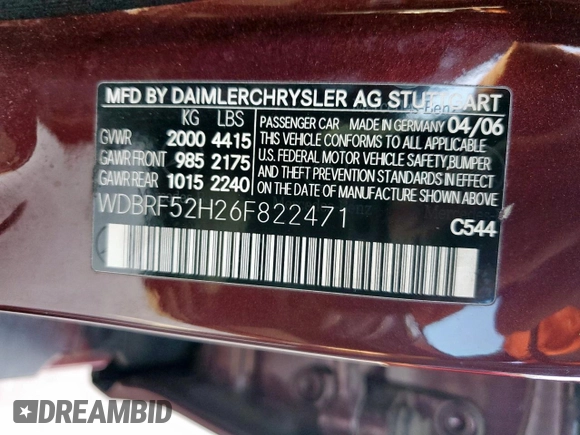 MFD BY DAIMLERCHRYSLER AG STUTTGART
KG LBS
GVWR 2000 4415
GAWR FRONT 985 2175
GAWR REAR 1015 2240
PASSENGER CAR MADE IN GERMANY 04/06
THIS VEHICLE CONFORMS TO ALL APPLICABLE
U.S. FEDERAL MOTOR VEHICLE SAFETY, BUMPER
AND THEFT PREVENTION STANDARDS IN EFFECT
ON THE DATE OF MANUFACTURE SHOWN ABOVE
WDBRF52H26F822471
C544
DREAMBID